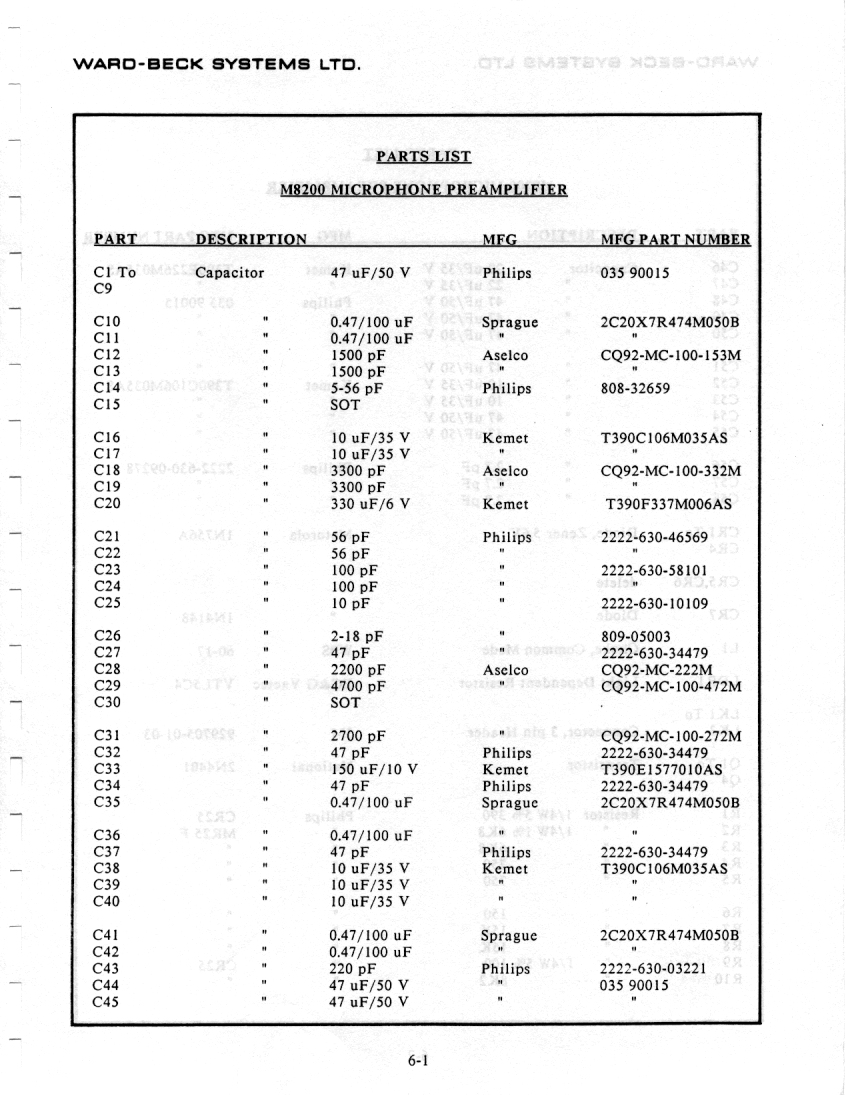 WARD-BECK SYSTEMS LTD.
PARTS LIST
M8200 MICROPHONE PREAMPLIFIER
PART DESCRIPTION MFG MFG PART NUMBER
C1 To Capacitor 47 uF/50 V Philips 035 90015
C9
C10 " 0.47/100 uF Sprague 2C20X7R474M050B
C11 " 0.47/100 uF " "
C12 " 1500 pF Aselco CQ92-MC-100-153M
C13 " 1500 pF " "
C14 " 5-56 pF Philips 808-32659
C15 " SOT
C16 " 10 uF/35 V Kemet T390C106M035AS
C17 " 10 uF/35 V " "
C18 " 3300 pF Aselco CQ92-MC-100-332M
C19 " 3300 pF " "
C20 " 330 uF/6 V Kemet T390F337M006AS
C21 " 56 pF Philips 2222-630-46569
C22 " 56 pF " "
C23 " 100 pF " 2222-630-58101
C24 " 100 pF " "
C25 " 10 pF " 2222-630-10109
C26 " 2-18 pF " 809-05003
C27 " 47 pF " 2222-630-34479
C28 " 2200 pF Aselco CQ92-MC-222M
C29 " 4700 pF " CQ92-MC-100-472M
C30 " SOT
C31 " 2700 pF " CQ92-MC-100-272M
C32 " 47 pF Philips 2222-630-34479
C33 " 150 uF/10 V Kemet T390E1577010AS
C34 " 47 pF Philips 2222-630-34479
C35 " 0.47/100 uF Sprague 2C20X7R474M050B
C36 " 0.47/100 uF " "
C37 " 47 pF Philips 2222-630-34479
C38 " 10 uF/35 V Kemet T390C106M035AS
C39 " 10 uF/35 V " "
C40 " 10 uF/35 V " "
C41 " 0.47/100 uF Sprague 2C20X7R474M050B
C42 " 0.47/100 uF " "
C43 " 220 pF Philips 2222-630-03221
C44 " 47 uF/50 V " 035 90015
C45 " 47 uF/50 V " "
6-1